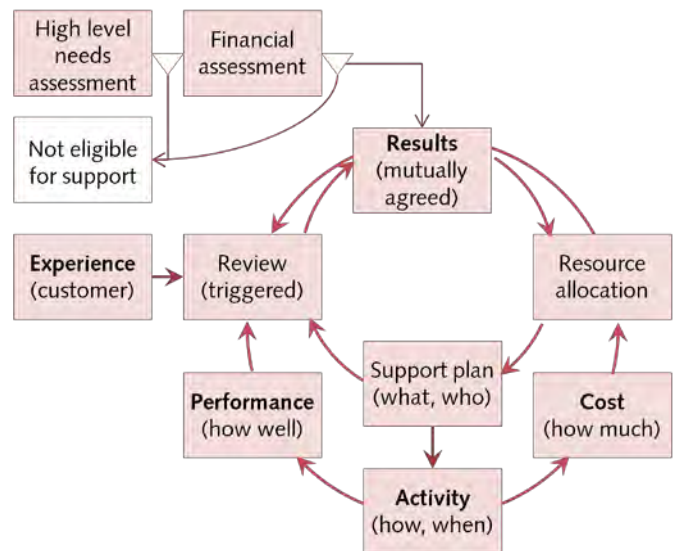 High level
needs
assessment
Financial
assessment
Not eligible
for support
Results
(mutually
agreed)
Experience
(customer)
Review
(triggered)
Resource
allocation
Support plan
(what, who)
Performance
(how well)
Cost
(how much)
Activity
(how, when)